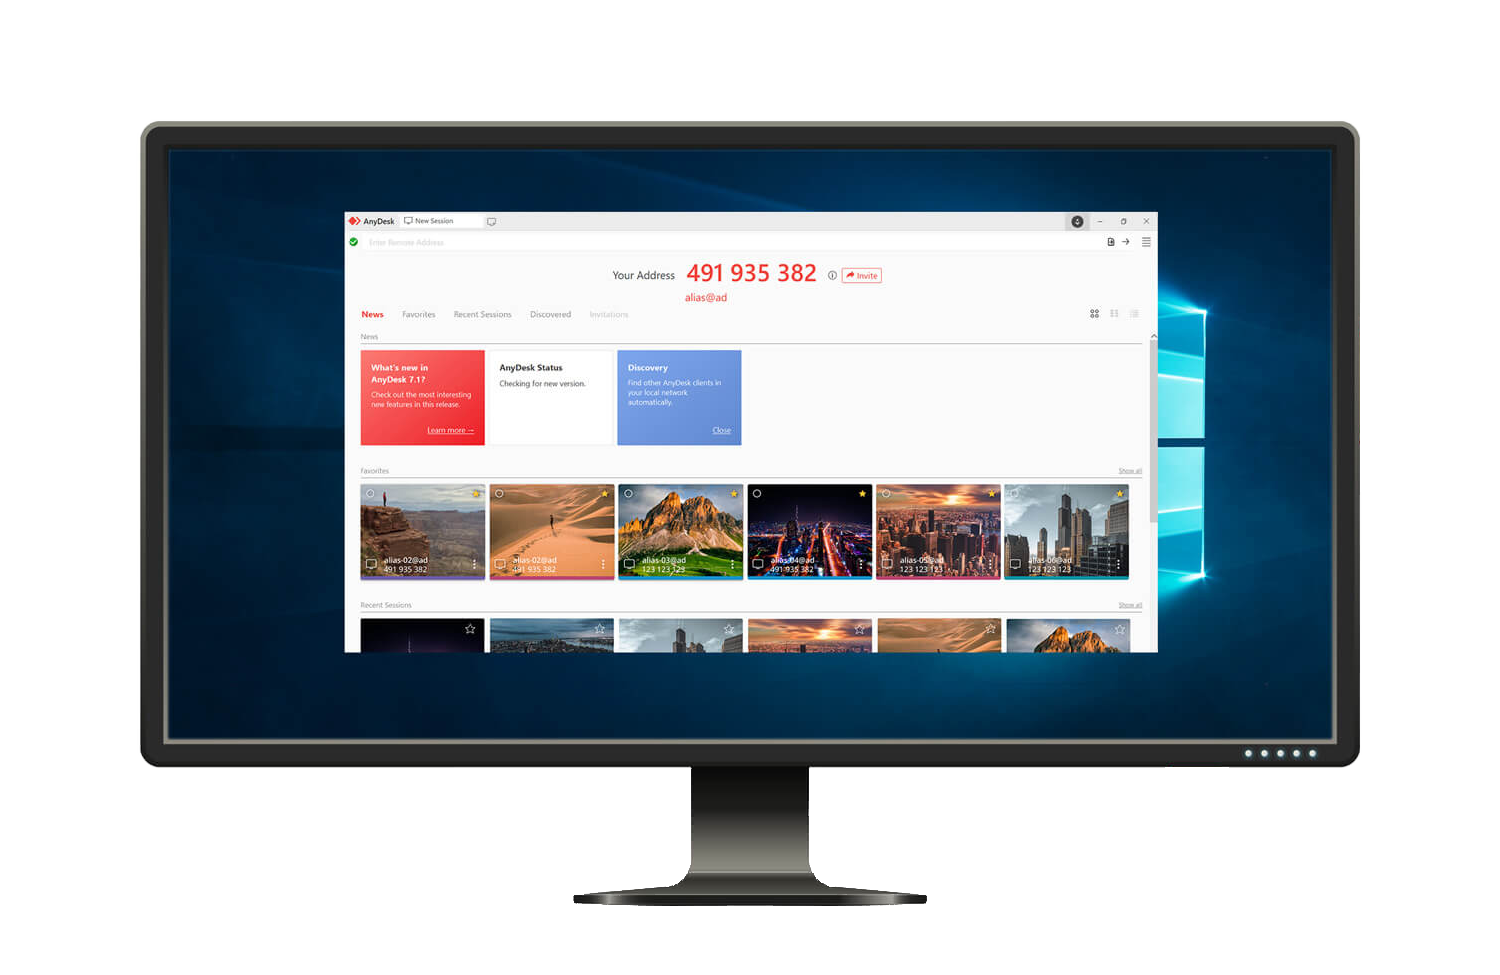 AnyDesk
New Session
Enter Remote Address
Your Address 491 935 382
Invite
alias@ad
News Favorites Recent Sessions Discovered Invitations
News
What's new in
AnyDesk 7.1?
Check out the most interesting
new features in this release.
Learn more →
AnyDesk Status
Checking for new version.
Discovery
Find other AnyDesk clients in
your local network
automatically.
Close
Favorites
Show all
alias-02@ad
491 935 382
alias-02@ad
491 935 382
alias-03@ad
123 123 123
alias-04@ad
491 935 382
alias-05@ad
123 123 123
alias-06@ad
123 123 123
Recent Sessions
Show all